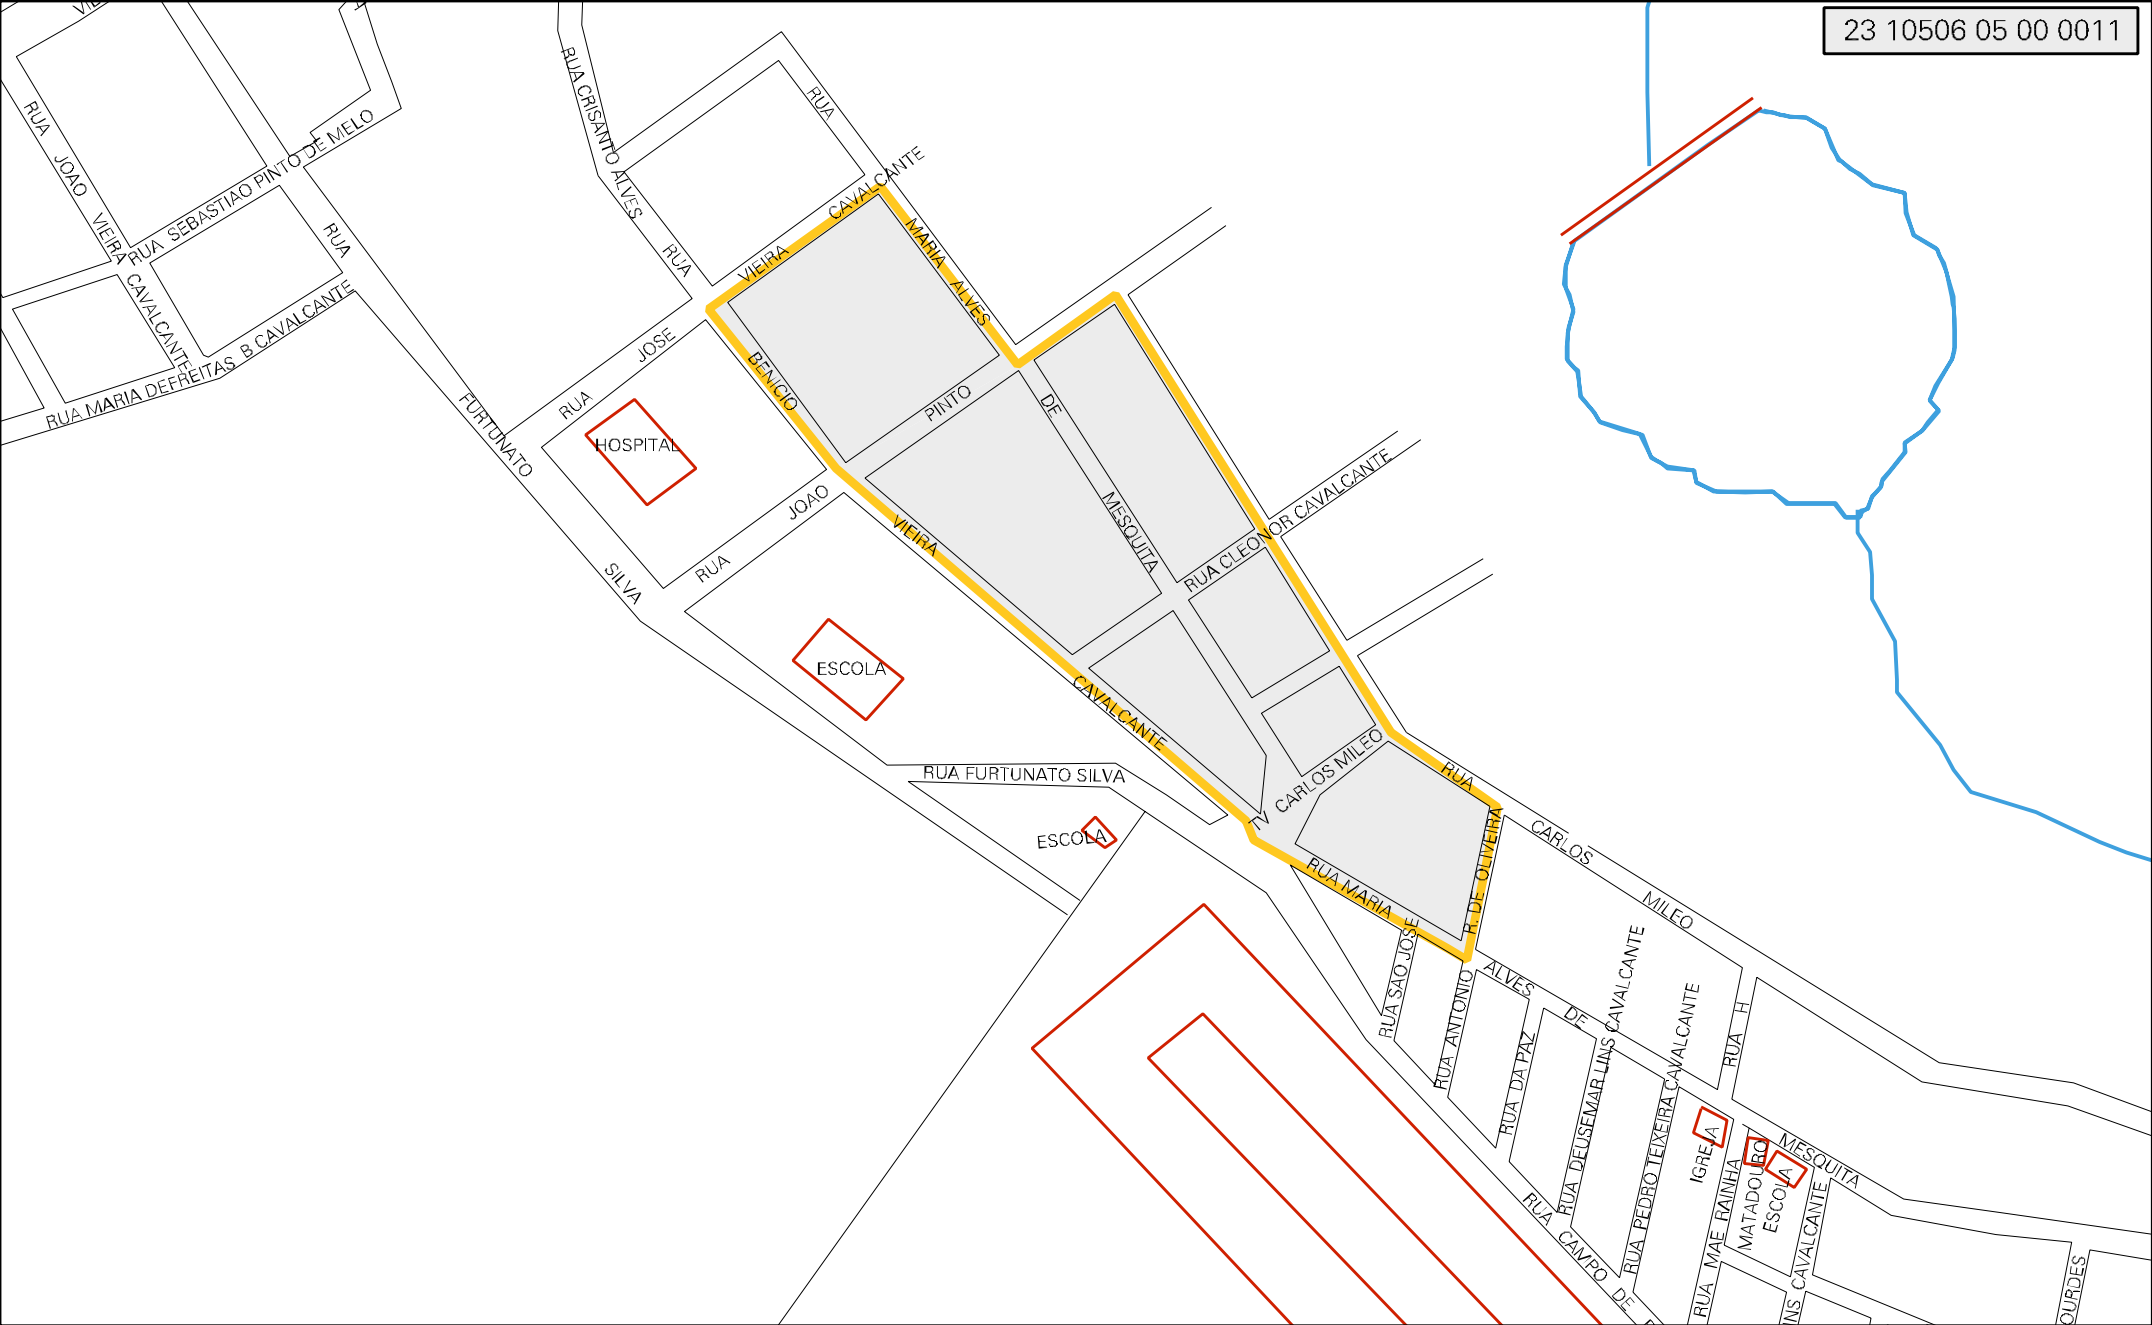 23 10506 05 00 0011
RUA JOAO VIEIRA CAVALCANTE
RUA SEBASTIAO PINTO DE MELO
RUA MARIA DEFREITAS B CAVALCANTE
RUA FURTUNATO SILVA
RUA CRISANTO ALVES
RUA BENICIO VIEIRA CAVALCANTE
RUA JOSE VIEIRA CAVALCANTE
RUA MARIA ALVES DE MESQUITA
HOSPITAL
RUA JOAO PINTO
RUA CLEONOR CAVALCANTE
ESCOLA
RUA FURTUNATO SILVA
ESCOLA
TV CARLOS MILEO
RUA CARLOS MILEO
R. DE OLIVEIRA
RUA MARIA ALVES DE MESQUITA
RUA SAO JOSE
RUA ANTONIO
RUA DA PAZ
RUA DEUSEMAR LINS CAVALCANTE
RUA PEDRO TEIXEIRA CAVALCANTE
RUA H
IGREJA
RUA MAE RAINHA
MATADOURO
ESCOLA
INS CAVALCANTE
OURDES
RUA CAMPO DE